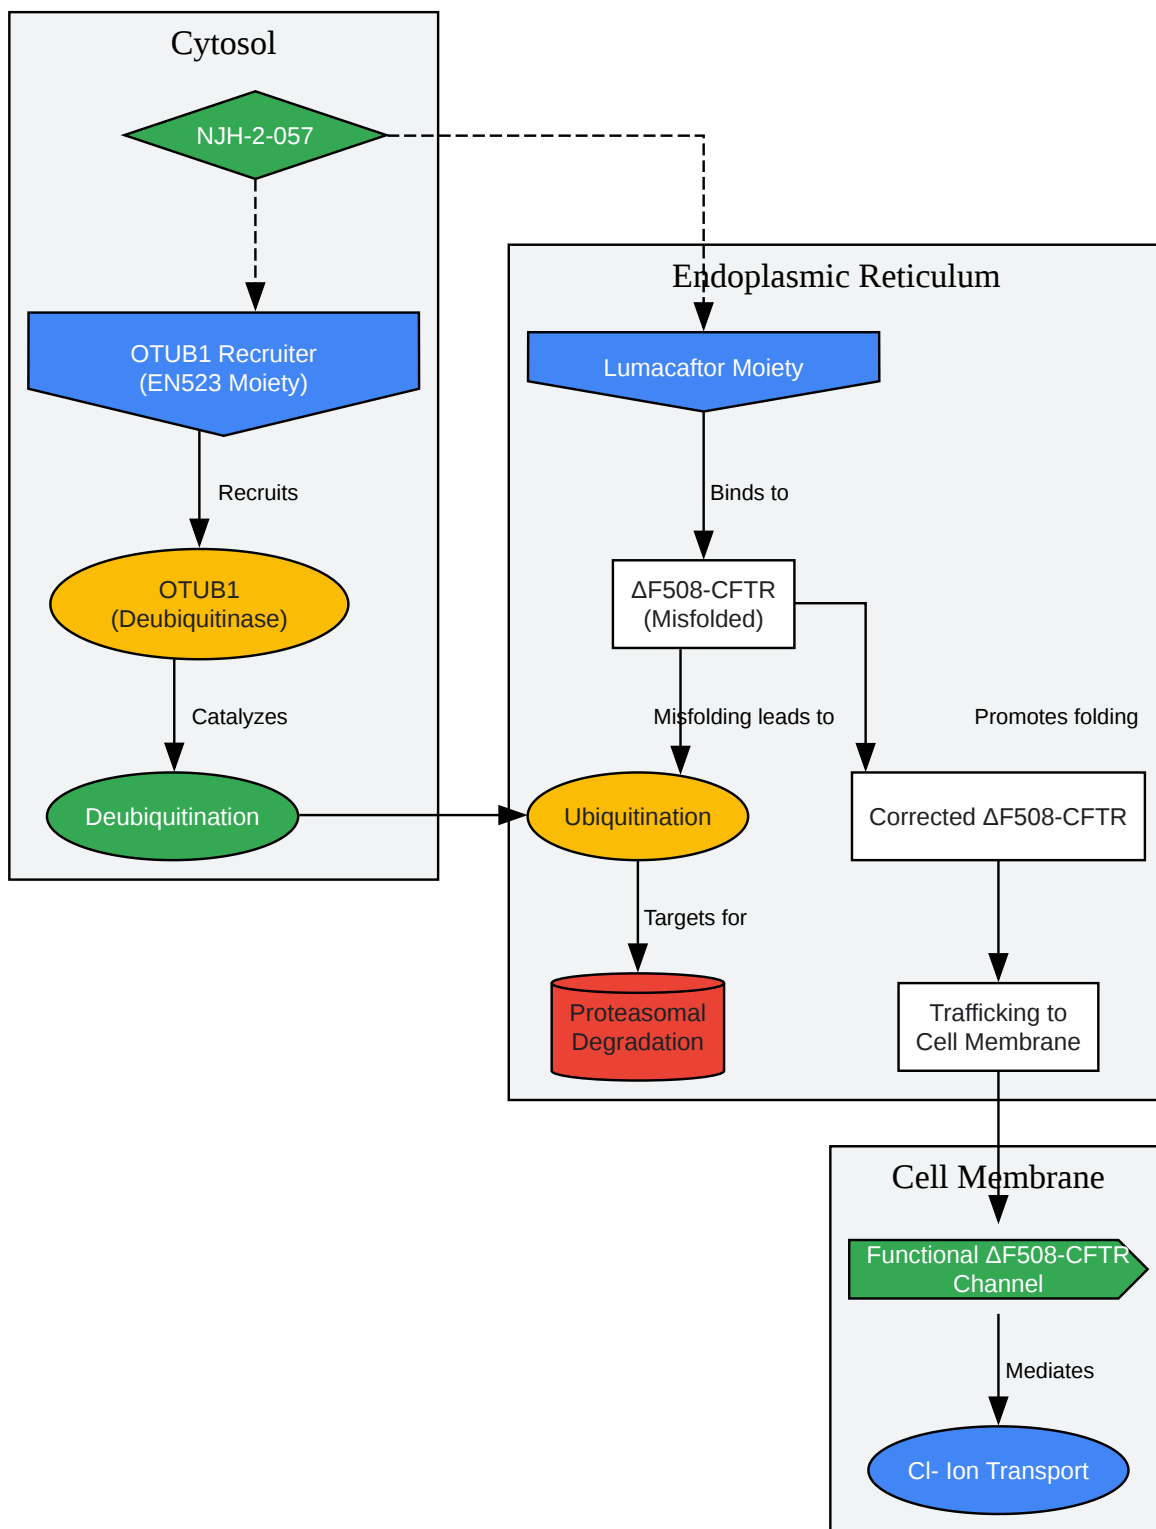 Cytosol
NJH-2-057
OTUB1 Recruiter
(EN523 Moiety)
Recruits
OTUB1
(Deubiquitinase)
Catalyzes
Deubiquitination
Endoplasmic Reticulum
Lumacaftor Moiety
Binds to
ΔF508-CFTR
(Misfolded)
Misfolding leads to
Promotes folding
Ubiquitination
Corrected ΔF508-CFTR
Targets for
Proteasomal
Degradation
Trafficking to
Cell Membrane
Cell Membrane
Functional ΔF508-CFTR
Channel
Mediates
Cl- Ion Transport